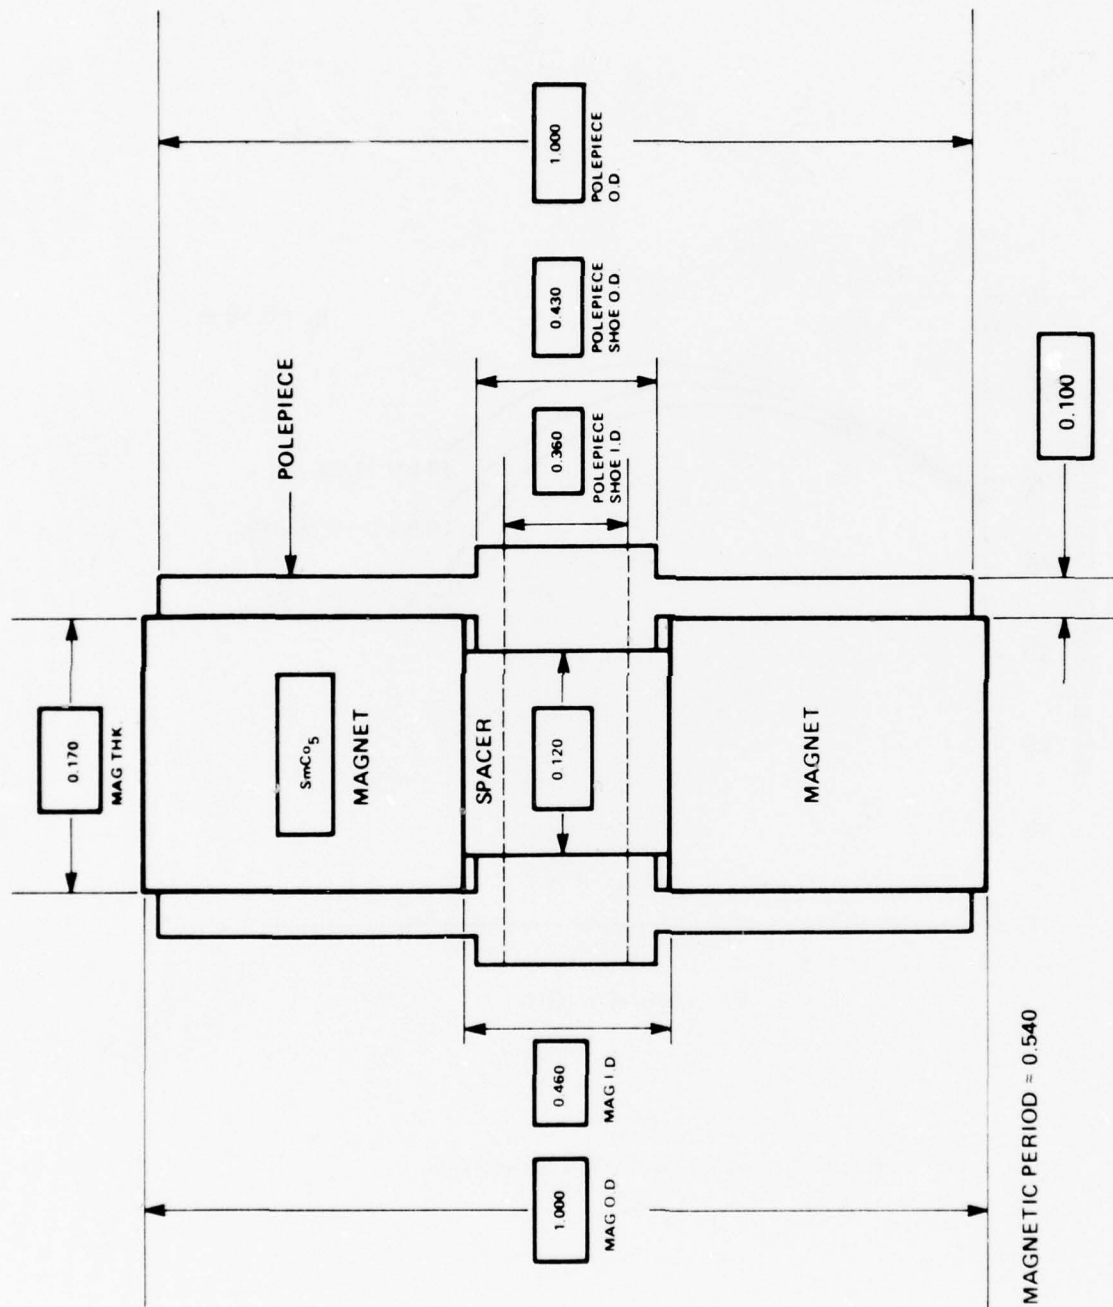 0.170
MAG THK
SmCo5
MAGNET
SPACER
0.120
MAGNET
POLEPIECE
0.360
POLEPIECE
SHOE I.D.
0.430
POLEPIECE
SHOE O.D.
1.000
POLEPIECE
O.D.
0.100
0.460
MAG I D
1.000
MAG O D
MAGNETIC PERIOD = 0.540